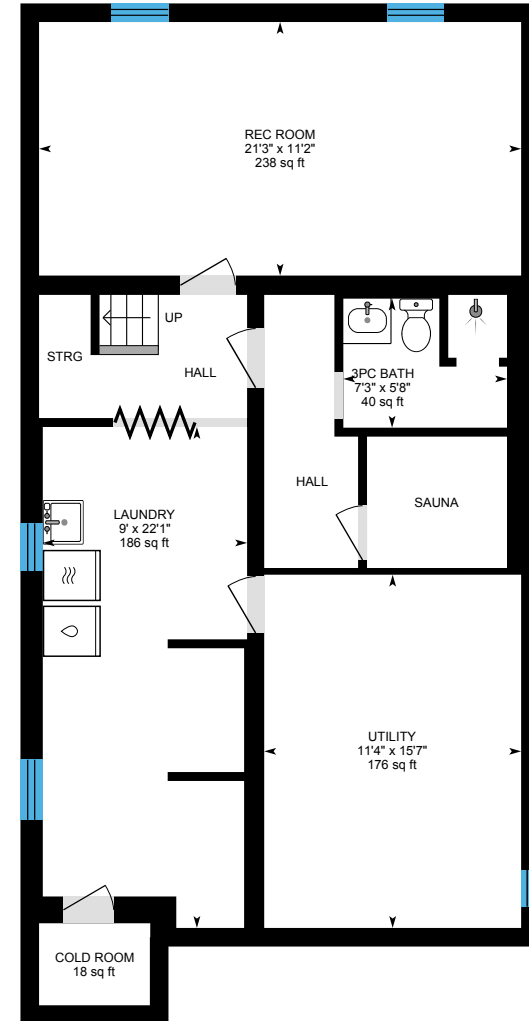 REC ROOM
21'3" x 11'2"
238 sq ft
UP
STRG
HALL
3PC BATH
7'3" x 5'8"
40 sq ft
HALL
SAUNA
LAUNDRY
9' x 22'1"
186 sq ft
UTILITY
11'4" x 15'7"
176 sq ft
COLD ROOM
18 sq ft